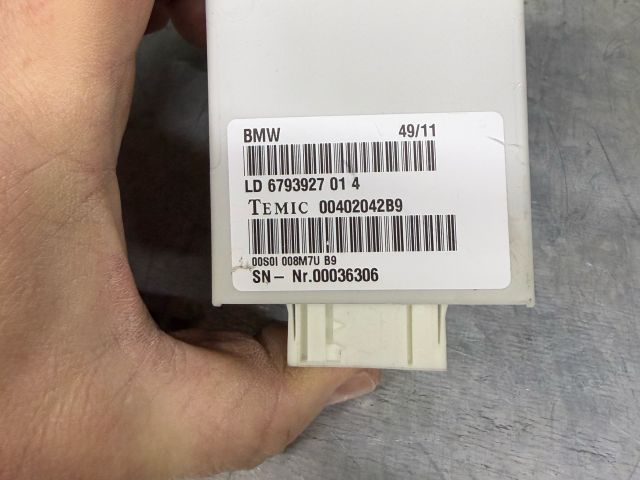 BMW 49/11
LD 6793927 01 4
TEMIC 00402042B9
00S0I 008M7U B9
SN - Nr.00036306